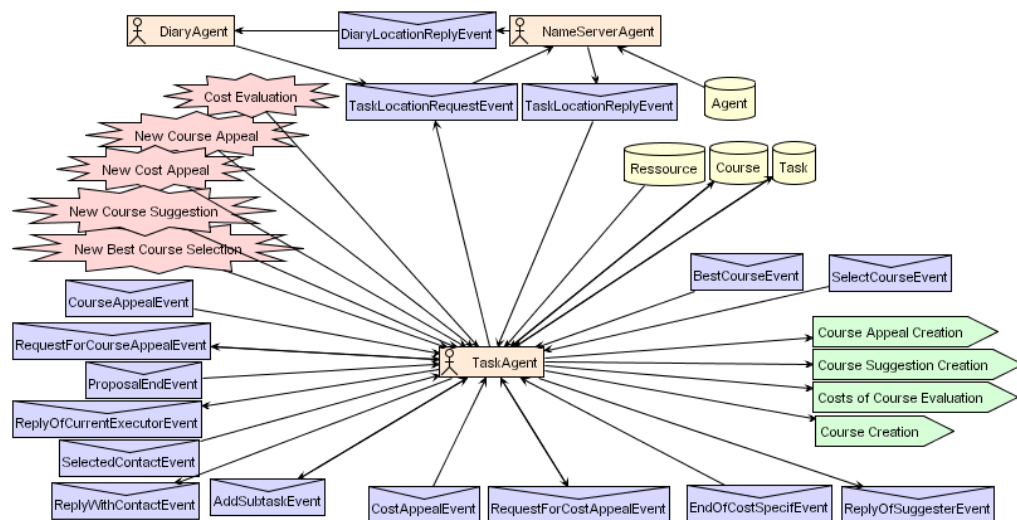 DiaryAgent
DiaryLocationReplyEvent
NameServerAgent
Cost Evaluation
TaskLocationRequestEvent
TaskLocationReplyEvent
Agent
New Course Appeal
New Cost Appeal
Ressource
Course
Task
New Course Suggestion
New Best Course Selection
BestCourseEvent
SelectCourseEvent
CourseAppealEvent
RequestForCourseAppealEvent
Course Appeal Creation
TaskAgent
Course Suggestion Creation
ProposalEndEvent
Costs of Course Evaluation
ReplyOfCurrentExecutorEvent
Course Creation
SelectedContactEvent
ReplyWithContactEvent
AddSubtaskEvent
CostAppealEvent
RequestForCostAppealEvent
EndOfCostSpecifEvent
ReplyOfSuggesterEvent